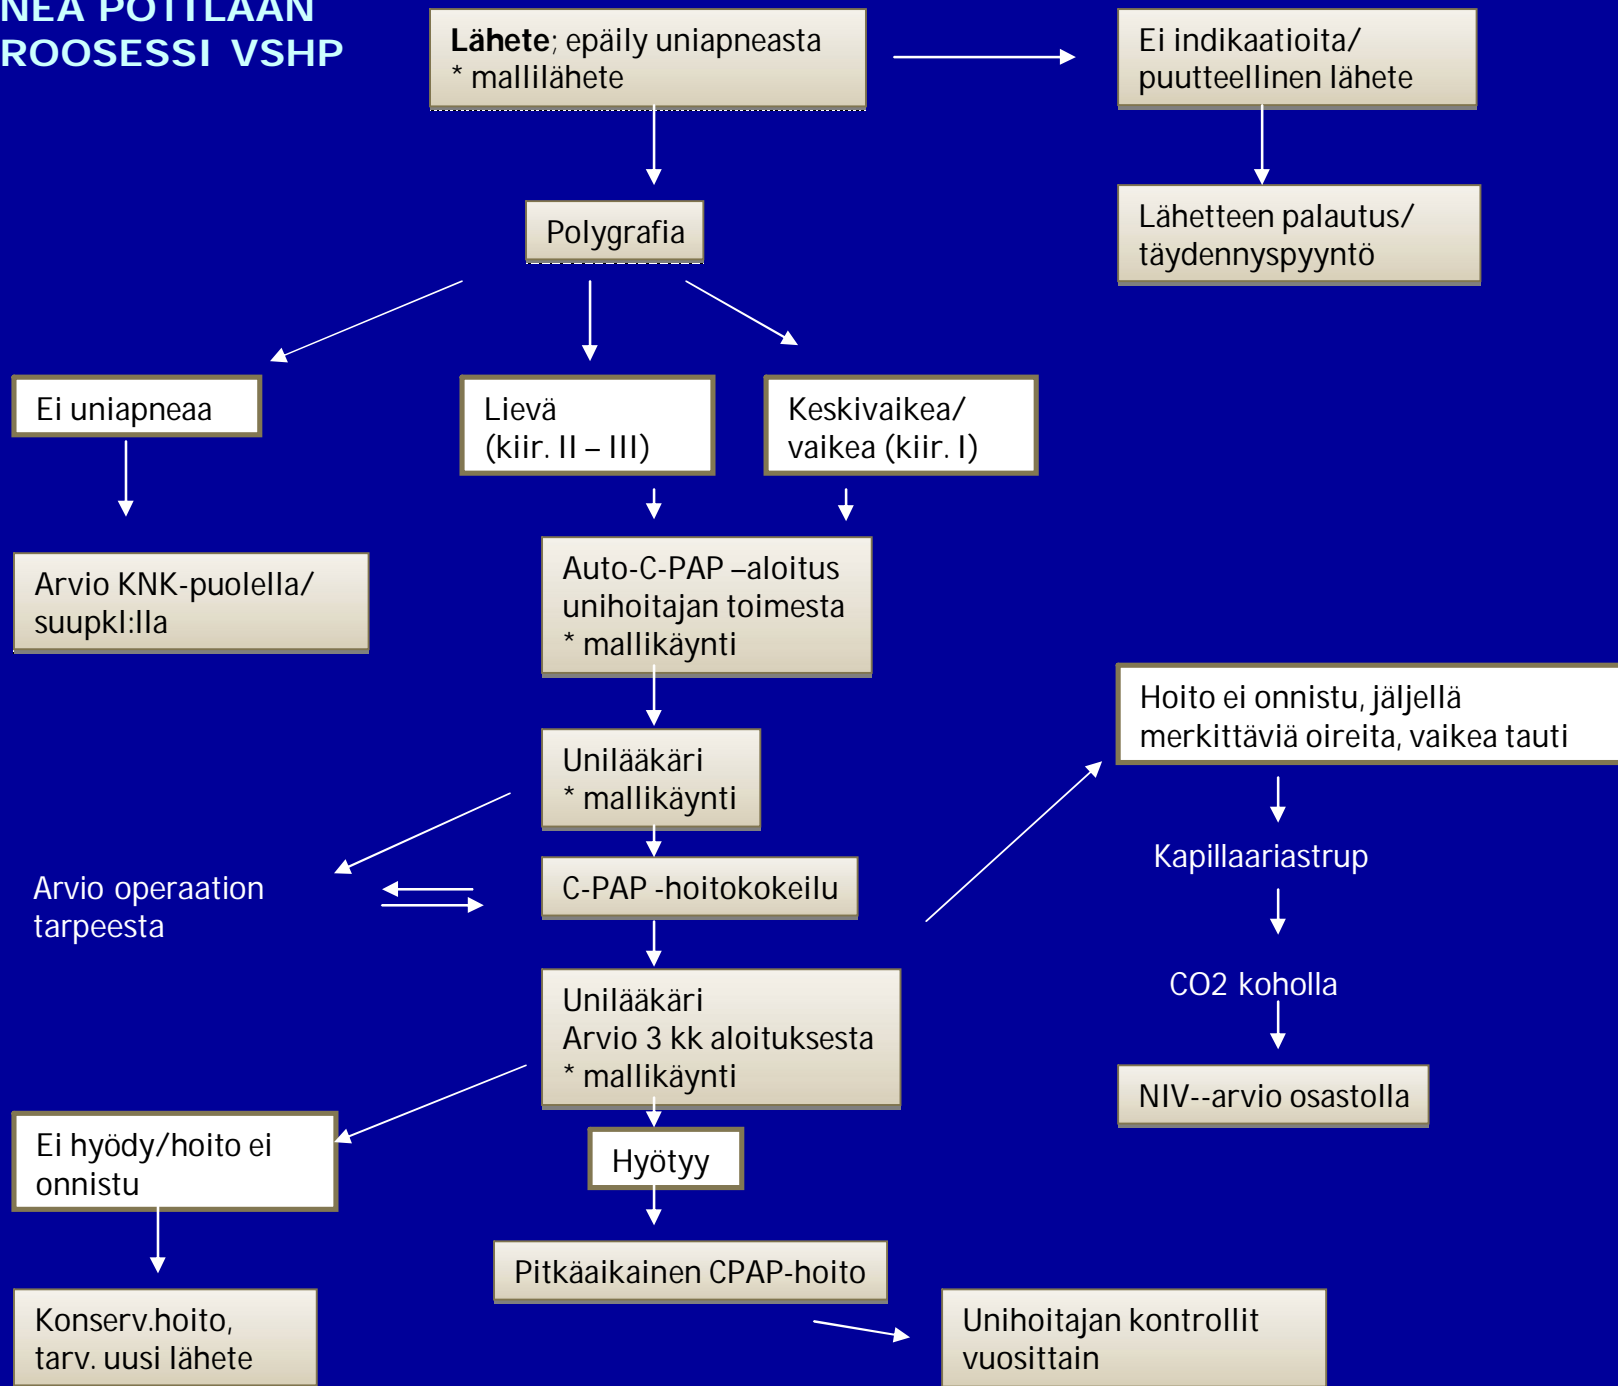 NEA POTILAAN
ROOSESSI VSHP
Lähete; epäily uniapneasta
* mallilähete
Ei indikaatioita/
puutteellinen lähete
Lähetteen palautus/
täydennyspyyntö
Polygrafia
Ei uniapneaa
Lievä
(kiir. II – III)
Keskivaikea/
vaikea (kiir. I)
Arvio KNK-puolella/
suupkl:lla
Auto-C-PAP –aloitus
unihoitajan toimesta
* mallikäynti
Hoito ei onnistu, jäljellä
merkittäviä oireita, vaikea tauti
Unilääkäri
* mallikäynti
Kapillaariastrup
Arvio operaation
tarpeesta
C-PAP -hoitokokeilu
CO2 koholla
Unilääkäri
Arvio 3 kk aloituksesta
* mallikäynti
NIV--arvio osastolla
Ei hyödy/hoito ei
onnistu
Hyötyy
Pitkäaikainen CPAP-hoito
Konserv.hoito,
tarv. uusi lähete
Unihoitajan kontrollit
vuosittain